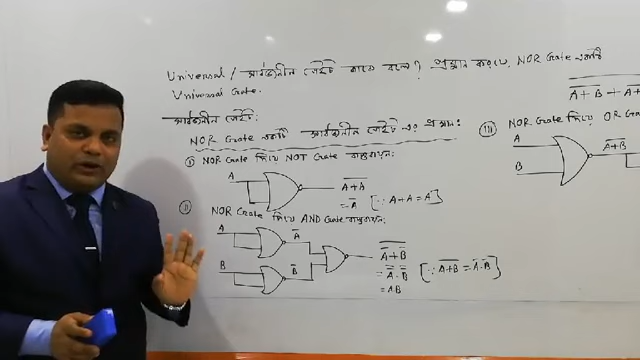 Universal / সার্বজনীন গেইট কাকে বলে? প্রমান করযে, NOR Gate একটি
Universal Gate.
সার্বজনীন গেইট:
NOR Gate একটি সার্বজনীন গেইট এর প্রমান:
i) NOR Gate দিয়ে NOT Gate বাস্তবায়ন:
A
A+A̅
= A̅ [∵ A + A = A]
ii) NOR Gate দিয়ে AND Gate বাস্তবায়ন:
A A̅
B B̅
= AB
[∵ A̅+̅B̅ = A̅.B̅]
iii) NOR Gate দিয়ে OR Gate
A
B
A̅+̅B̅